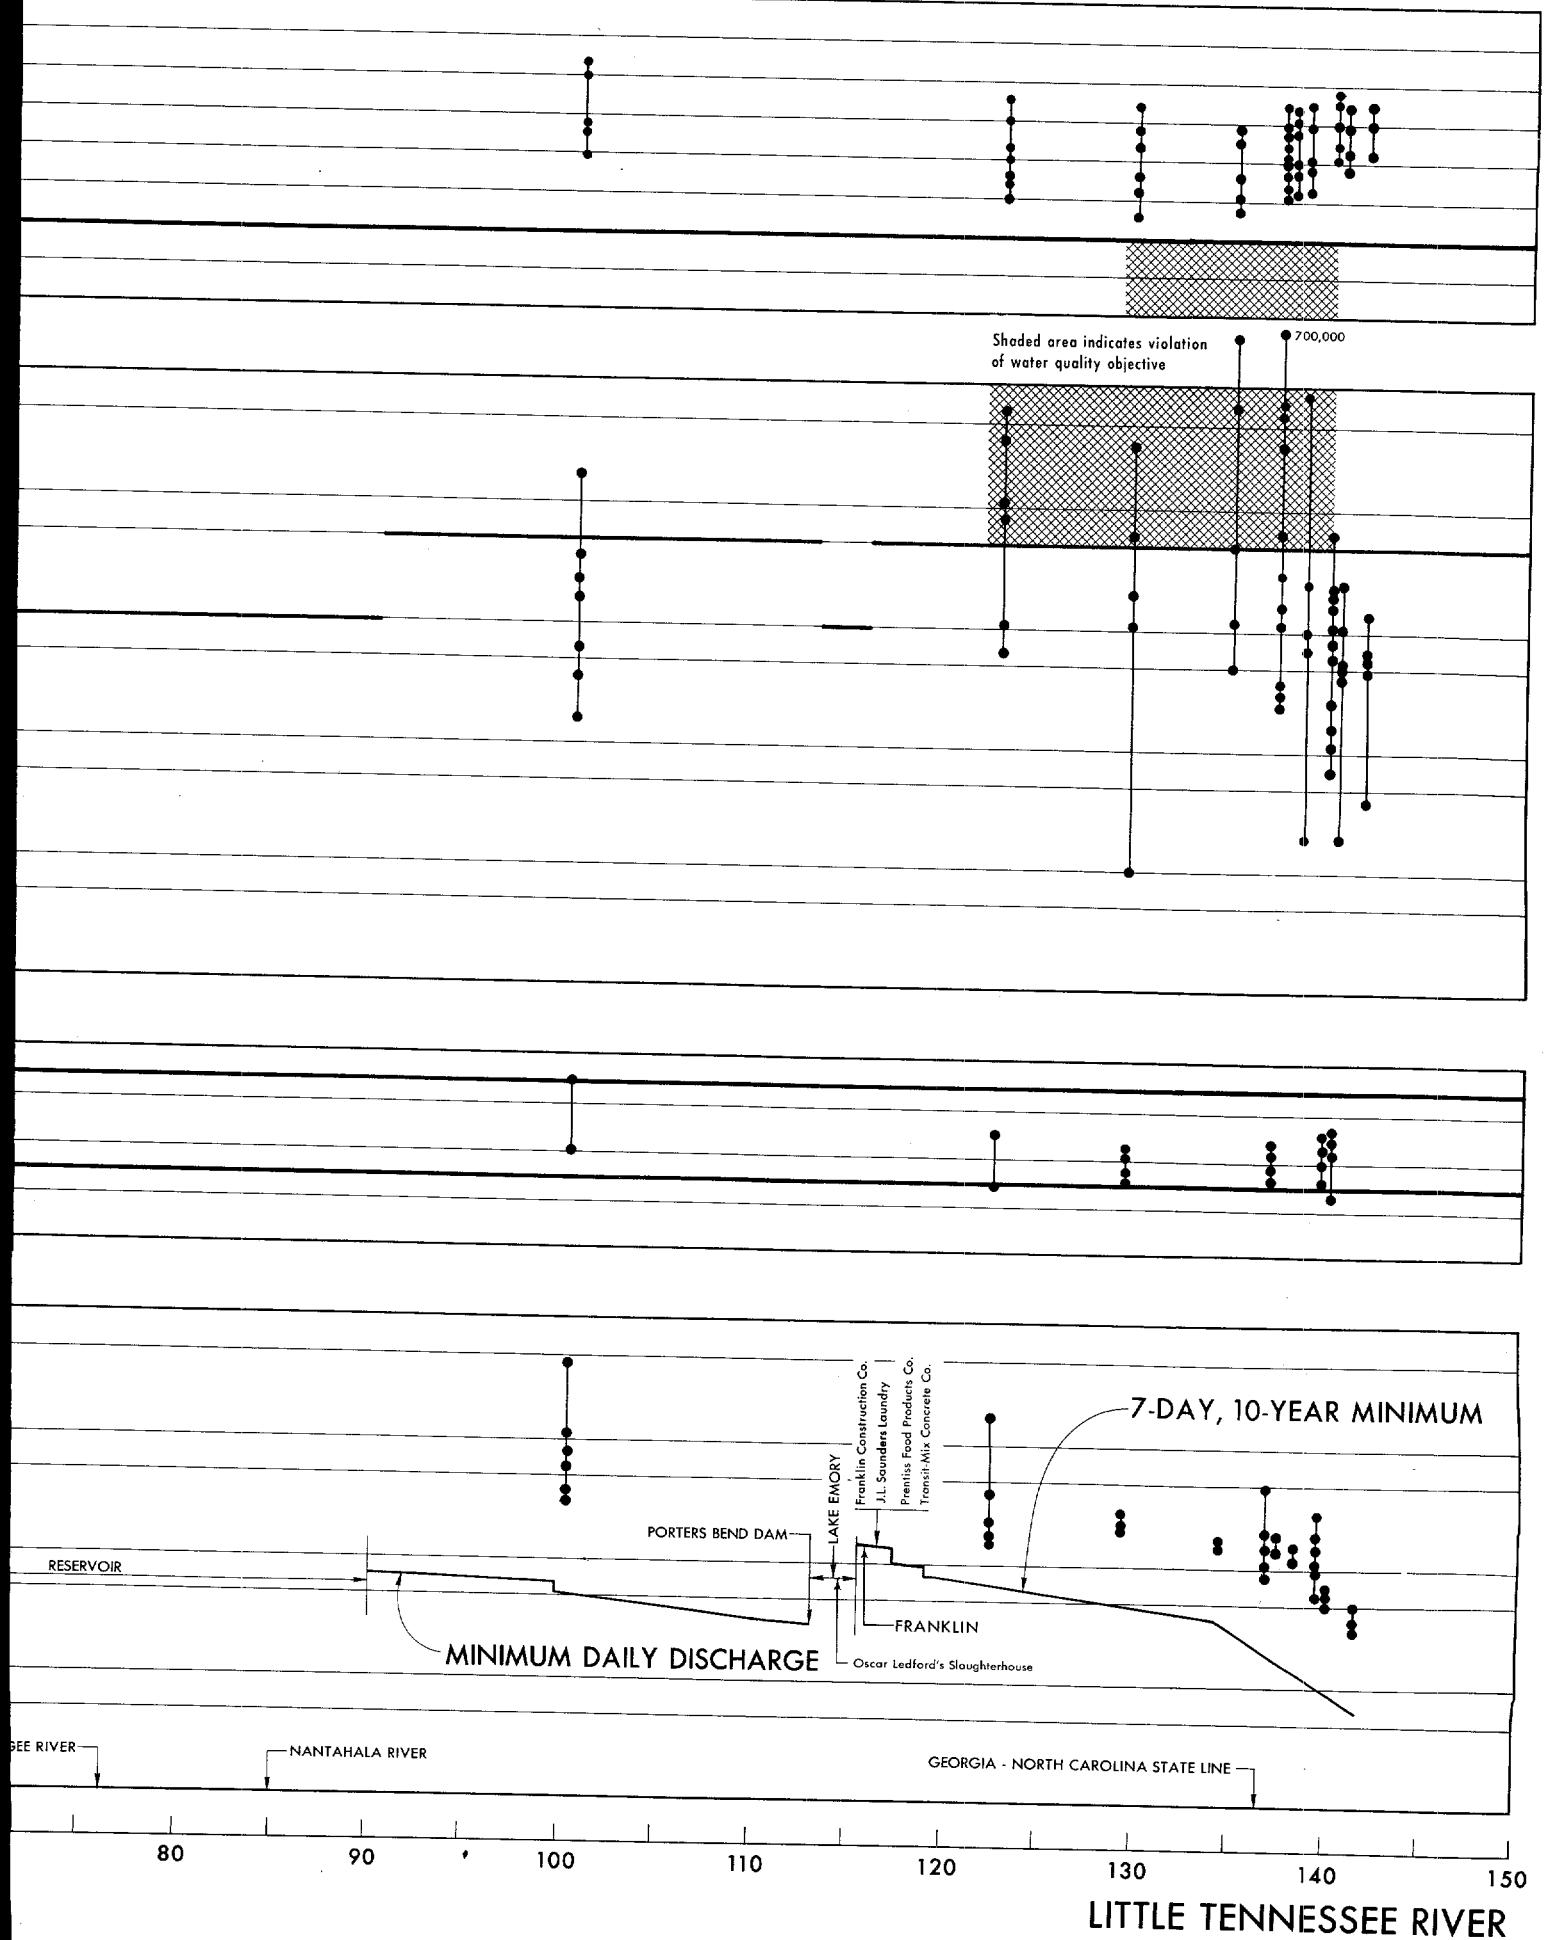 Shaded area indicates violation
of water quality objective
700,000
Franklin Construction Co.
J.L. Saunders Laundry
Prentiss Food Products Co.
Transit-Mix Concrete Co.
7-DAY, 10-YEAR MINIMUM
LAKE EMORY
PORTERS BEND DAM
RESERVOIR
FRANKLIN
MINIMUM DAILY DISCHARGE
Oscar Ledford's Slaughterhouse
GEE RIVER
NANTAHALA RIVER
GEORGIA - NORTH CAROLINA STATE LINE
80 90 100 110 120 130 140 150
LITTLE TENNESSEE RIVER